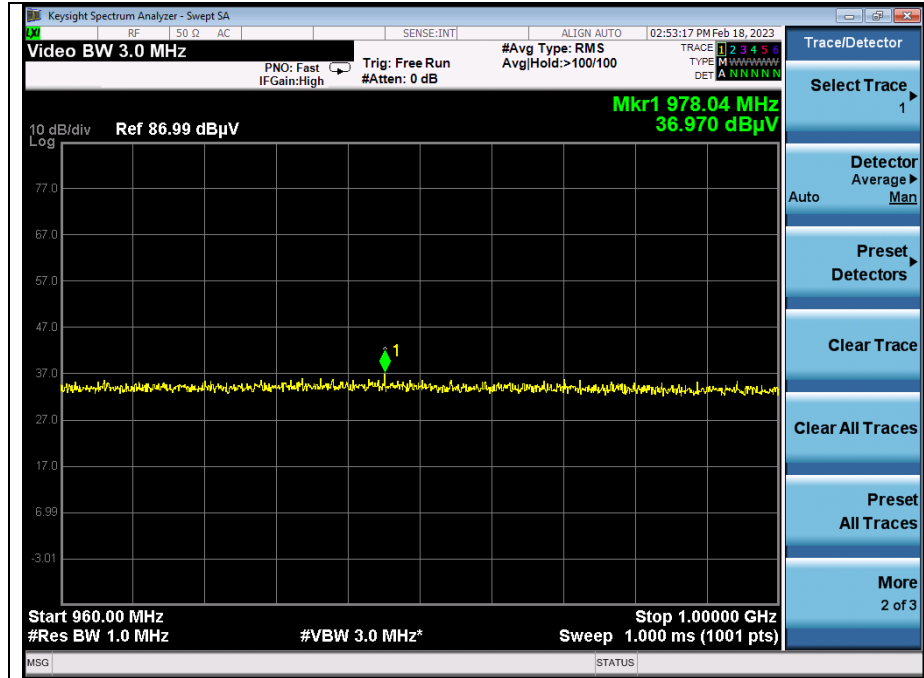 Keysight Spectrum Analyzer - Swept SA
LXI RF 50 Ω AC SENSE:INT ALIGN AUTO 02:53:17 PM Feb 18, 2023
Video BW 3.0 MHz
PNO: Fast
IFGain:High
Trig: Free Run
#Atten: 0 dB
#Avg Type: RMS
Avg|Hold:>100/100
TRACE 1 2 3 4 5 6
TYPE M WWWWW
DET A N N N N N
Mkr1 978.04 MHz
36.970 dBµV
10 dB/div Ref 86.99 dBµV
Log
77.0
67.0
57.0
47.0
37.0
27.0
17.0
6.99
-3.01
1
Start 960.00 MHz
#Res BW 1.0 MHz
#VBW 3.0 MHz*
Stop 1.00000 GHz
Sweep 1.000 ms (1001 pts)
MSG
STATUS
Trace/Detector
Select Trace
1
Detector
Average
Auto Man
Preset
Detectors
Clear Trace
Clear All Traces
Preset
All Traces
More
2 of 3